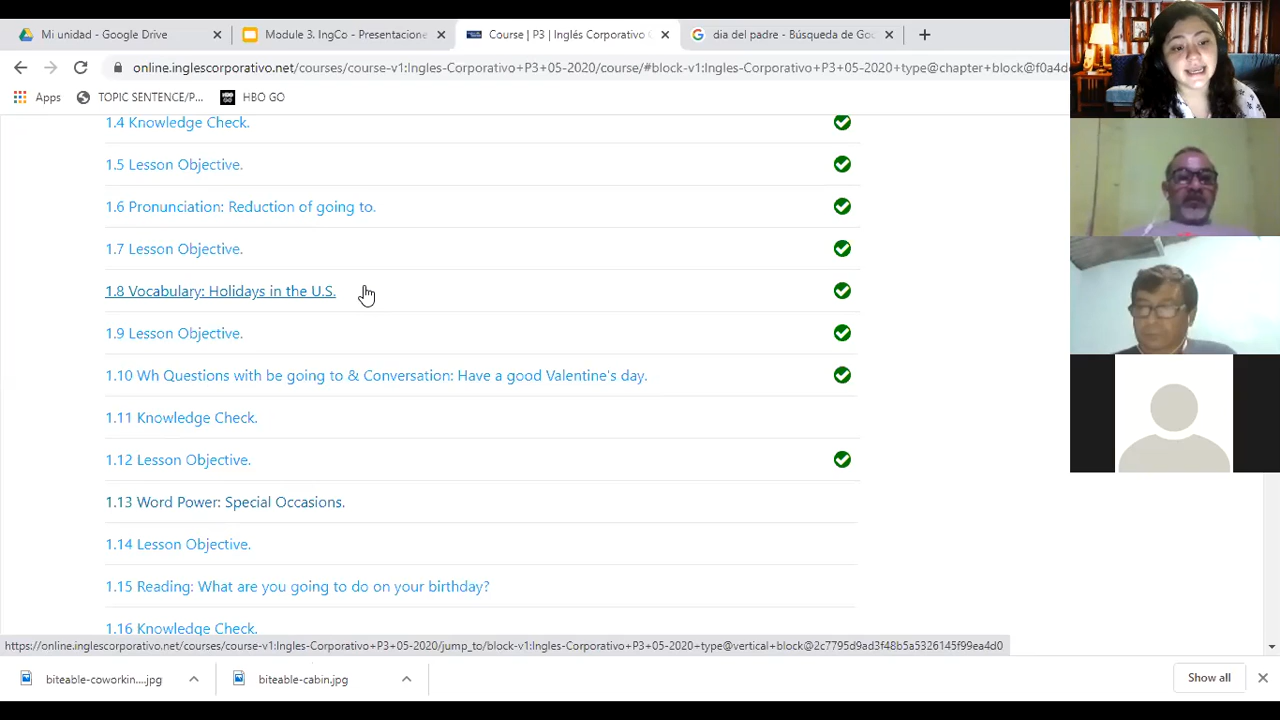 Mi unidad - Google Drive
Module 3. IngCo - Presentacione
Course | P3 | Inglés Corporativo
dia del padre - Búsqueda de Goo
online.inglescorporativo.net/courses/course-v1:Ingles-Corporativo+P3+05-2020/course/#block-v1:Ingles-Corporativo+P3+05-2020+type@chapter+block@f0a4d
Apps
TOPIC SENTENCE/P...
HBO GO
1.4 Knowledge Check.
1.5 Lesson Objective.
1.6 Pronunciation: Reduction of going to.
1.7 Lesson Objective.
1.8 Vocabulary: Holidays in the U.S.
1.9 Lesson Objective.
1.10 Wh Questions with be going to & Conversation: Have a good Valentine's day.
1.11 Knowledge Check.
1.12 Lesson Objective.
1.13 Word Power: Special Occasions.
1.14 Lesson Objective.
1.15 Reading: What are you going to do on your birthday?
1.16 Knowledge Check.
https://online.inglescorporativo.net/courses/course-v1:Ingles-Corporativo+P3+05-2020/jump_to/block-v1:Ingles-Corporativo+P3+05-2020+type@vertical+block@2c7795d9ad3f48b5a5326145f99ea4d0
biteable-coworkin....jpg
biteable-cabin.jpg
Show all